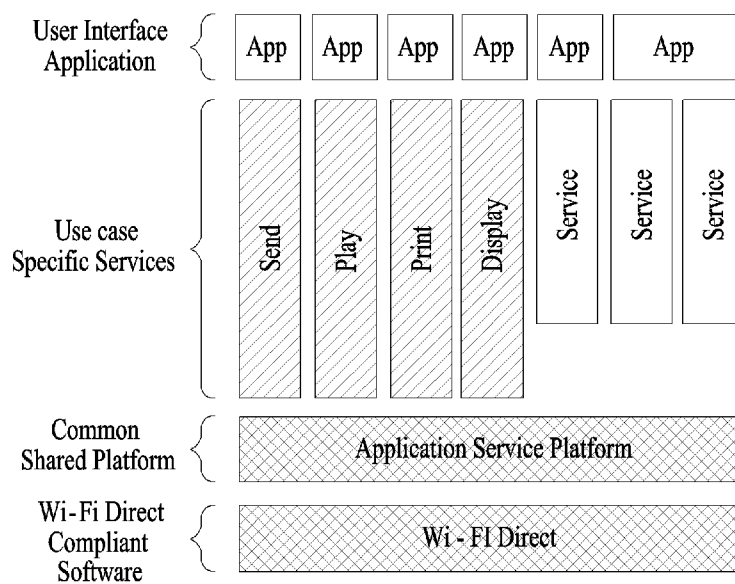 User Interface
Application
App App App App App App
Use case
Specific Services
Send
Play
Print
Display
Service
Service
Service
Common
Shared Platform
Application Service Platform
Wi-Fi Direct
Compliant
Software
Wi - FI Direct